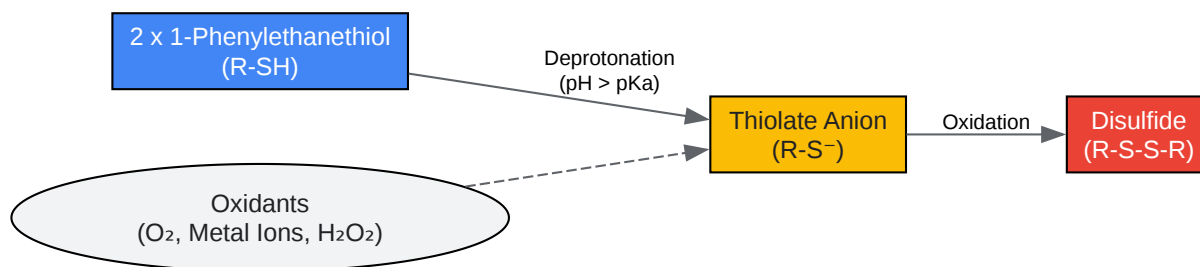 2 x 1-Phenylethanethiol
(R-SH)
Deprotonation
(pH > pKa)
Thiolate Anion
(R-S⁻)
Oxidation
Disulfide
(R-S-S-R)
Oxidants
(O₂, Metal Ions, H₂O₂)